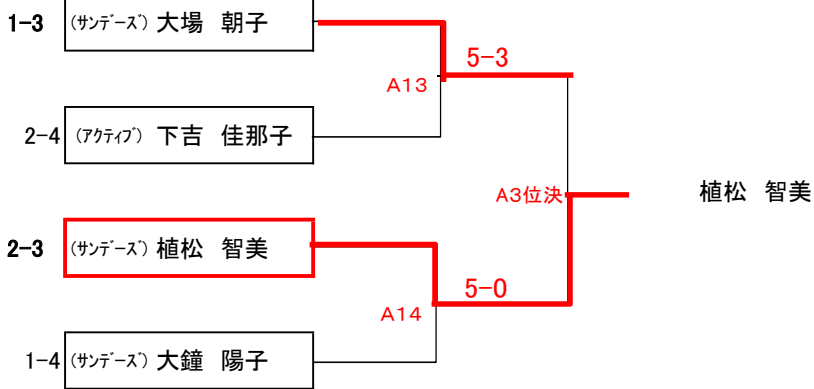 1-3 (サンデーズ) 大場 朝子
5-3
A13
2-4 (アクティブ) 下吉 佳那子
A3位決
植松 智美
2-3 (サンデーズ) 植松 智美
5-0
A14
1-4 (サンデーズ) 大鐘 陽子